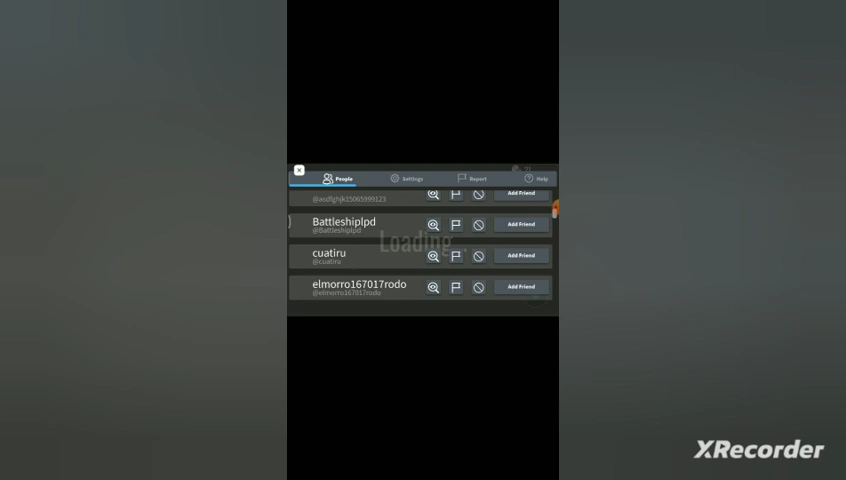 People
Settings
Report
Help
@asdfghjk15065999123
Add Friend
Battleshiplpd
@Battleshiplpd
Add Friend
Loading...
cuatiru
@cuatiru
Add Friend
elmorro167017rodo
@elmorro167017rodo
Add Friend
XRecorder